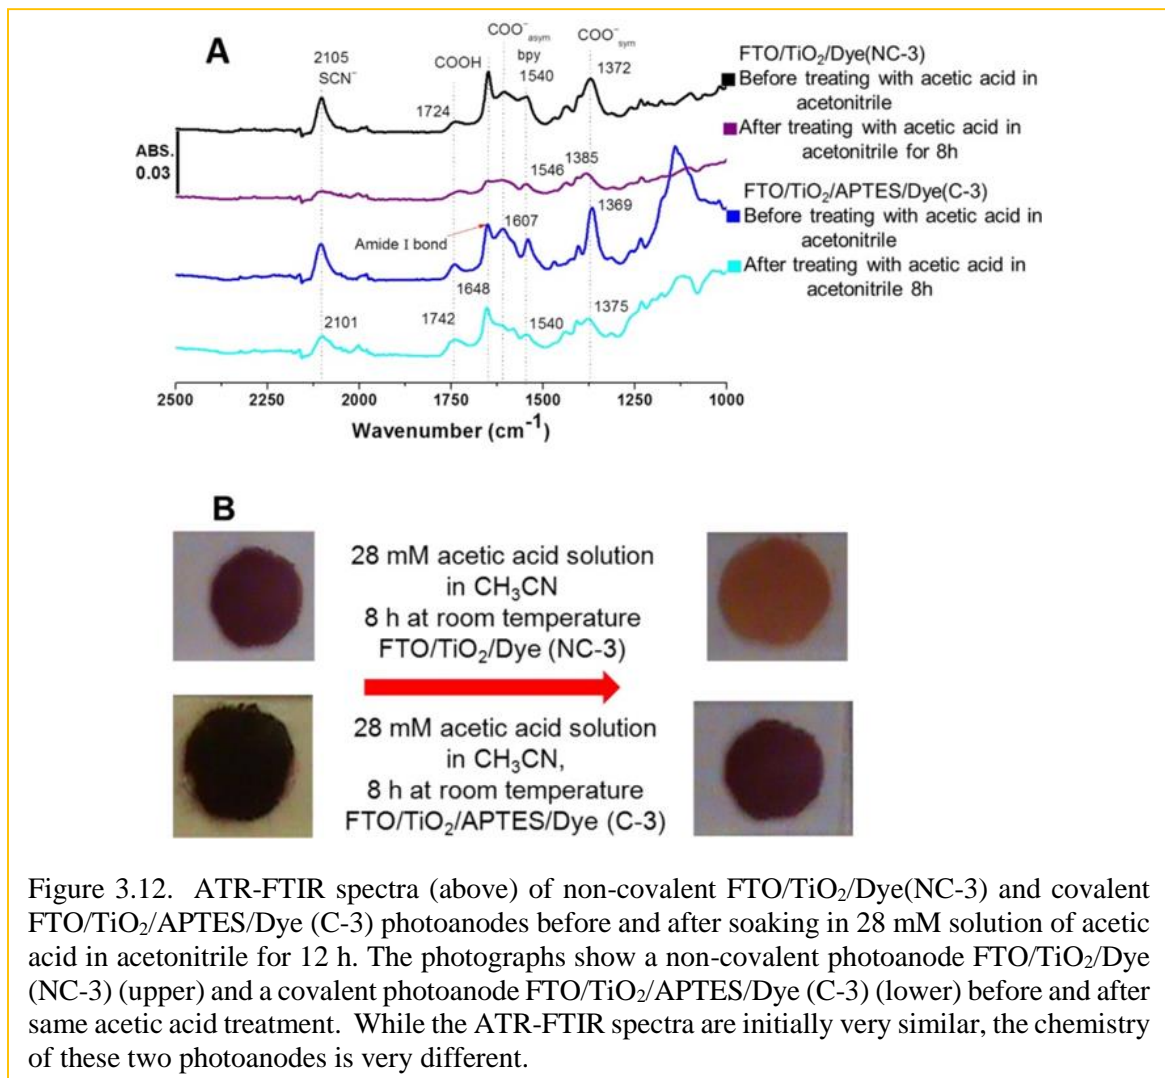 A
COO⁻asym
COO⁻sym
2105
SCN⁻
COOH
bpy
1540
1372
1724
FTO/TiO₂/Dye(NC-3)
Before treating with acetic acid in
acetonitrile
After treating with acetic acid in
acetonitrile for 8h
ABS.
0.03
1546
1385
FTO/TiO₂/APTES/Dye(C-3)
Before treating with acetic acid in
acetonitrile
After treating with acetic acid in
acetonitrile 8h
Amide I bond
1607
1369
1648
2101
1742
1540
1375
2500
2250
2000
1750
1500
1250
1000
Wavenumber (cm⁻¹)
B
28 mM acetic acid solution
in CH₃CN
8 h at room temperature
FTO/TiO₂/Dye (NC-3)
28 mM acetic acid solution
in CH₃CN,
8 h at room temperature
FTO/TiO₂/APTES/Dye (C-3)
Figure 3.12. ATR-FTIR spectra (above) of non-covalent FTO/TiO₂/Dye(NC-3) and covalent
FTO/TiO₂/APTES/Dye (C-3) photoanodes before and after soaking in 28 mM solution of acetic
acid in acetonitrile for 12 h. The photographs show a non-covalent photoanode FTO/TiO₂/Dye
(NC-3) (upper) and a covalent photoanode FTO/TiO₂/APTES/Dye (C-3) (lower) before and after
same acetic acid treatment. While the ATR-FTIR spectra are initially very similar, the chemistry
of these two photoanodes is very different.